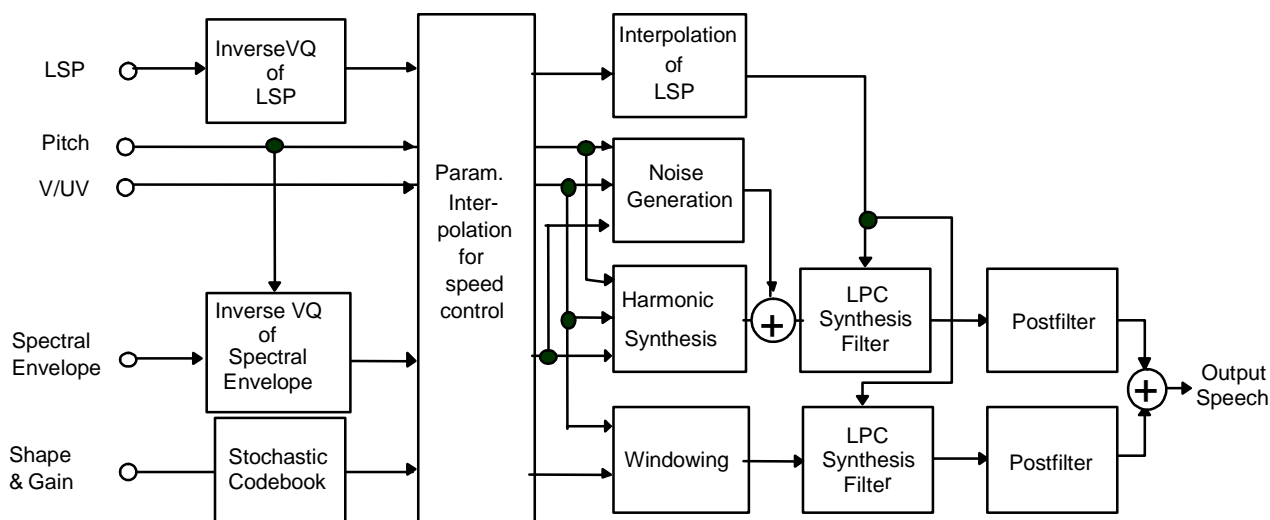 LSP
InverseVQ
of
LSP
Interpolation
of
LSP
Pitch
V/UV
Param.
Inter-
polation
for
speed
control
Noise
Generation
Spectral
Envelope
Inverse VQ
of
Spectral
Envelope
Harmonic
Synthesis
+
LPC
Synthesis
Filter
Postfilter
+
Output
Speech
Shape
& Gain
Stochastic
Codebook
Windowing
LPC
Synthesis
Filter
Postfilter